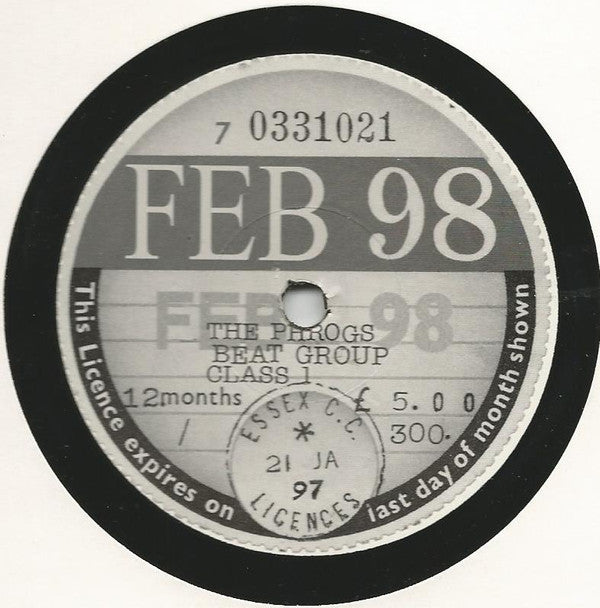 7 0331021
FEB 98
FEB 98
THE PHROGS
BEAT GROUP
CLASS 1
12months £ 5.00
/ 300.
ESSEX C.C.
*
21 JA
97
LICENCES
This Licence expires on last day of month shown